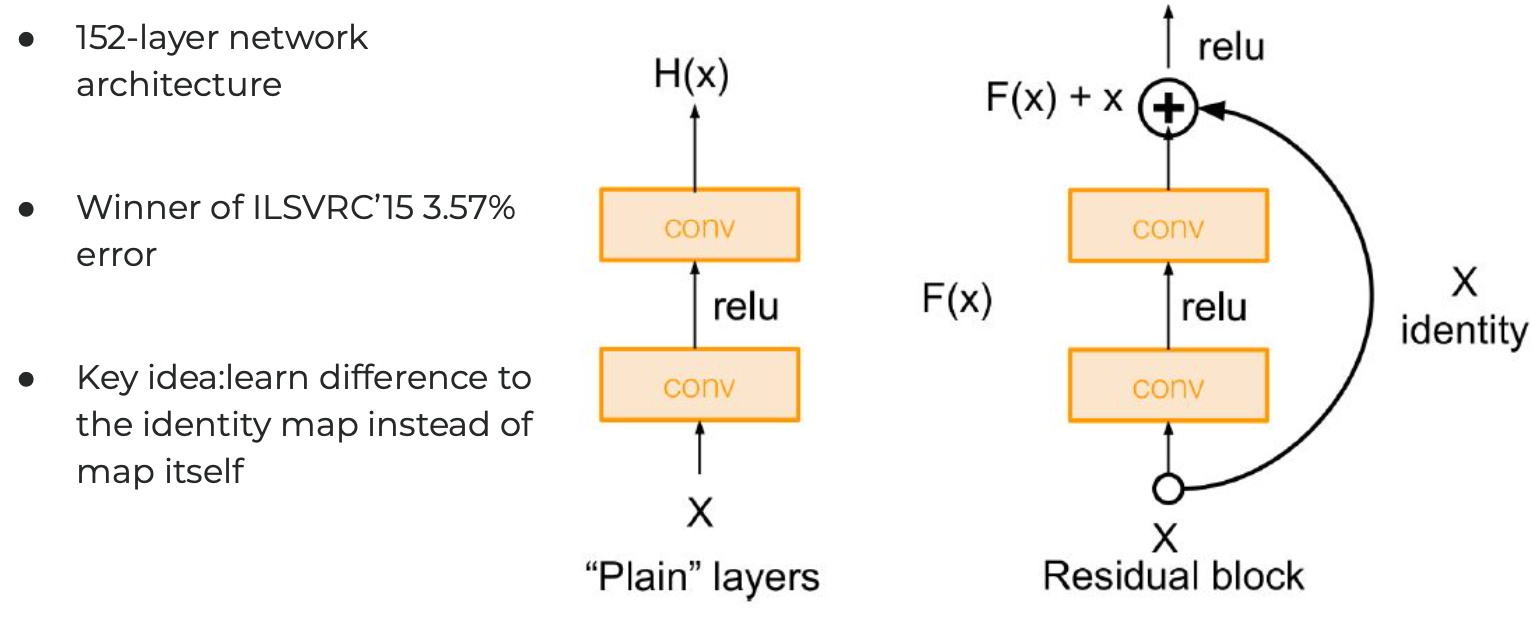 ● 152-layer network
architecture
● Winner of ILSVRC’15 3.57%
error
● Key idea:learn difference to
the identity map instead of
map itself
H(x)
conv
relu
conv
X
“Plain” layers
relu
F(x) + x
conv
F(x)
relu
X
identity
conv
X
Residual block